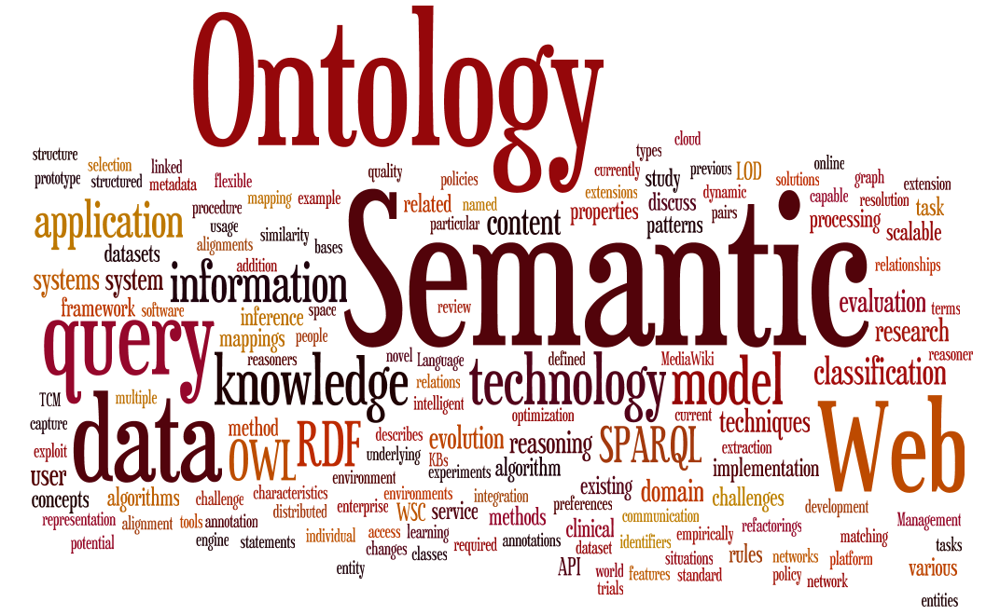 Ontology
cloud
types
structure
selection
linked
quality
policies
currently
study
previous
LOD
solutions
online
graph
extension
prototype
structured
metadata
flexible
mapping
example
related
named
extensions
discuss
dynamic
capable
resolution
task
application
procedure
usage
similarity
particular
content
properties
patterns
pairs
processing
scalable
datasets
alignments
bases
Semantic
systems
system
addition
information
relationships
framework
software
inference
space
review
evaluation
terms
query
mappings
people
research
reasoners
novel
Language
defined
MediaWiki
reasoner
knowledge
relations
technology
model
classification
TCM
multiple
intelligent
optimization
current
techniques
Web
capture
data
method
describes
evolution
reasoning
SPARQL
extraction
exploit
OWL
RDF
underlying
KBs
experiments
algorithm
implementation
user
environment
existing
domain
challenges
concepts
algorithms
challenge
characteristics
environments
integration
preferences
development
representation
alignment
tools
annotation
distributed
enterprise
WSC
service
methods
communication
Management
potential
engine
statements
individual
access
learning
clinical
empirically
refactorings
matching
tasks
changes
classes
required
annotations
dataset
identifiers
situations
rules
networks
platform
various
entity
API
world
features
standard
policy
network
trials
entities